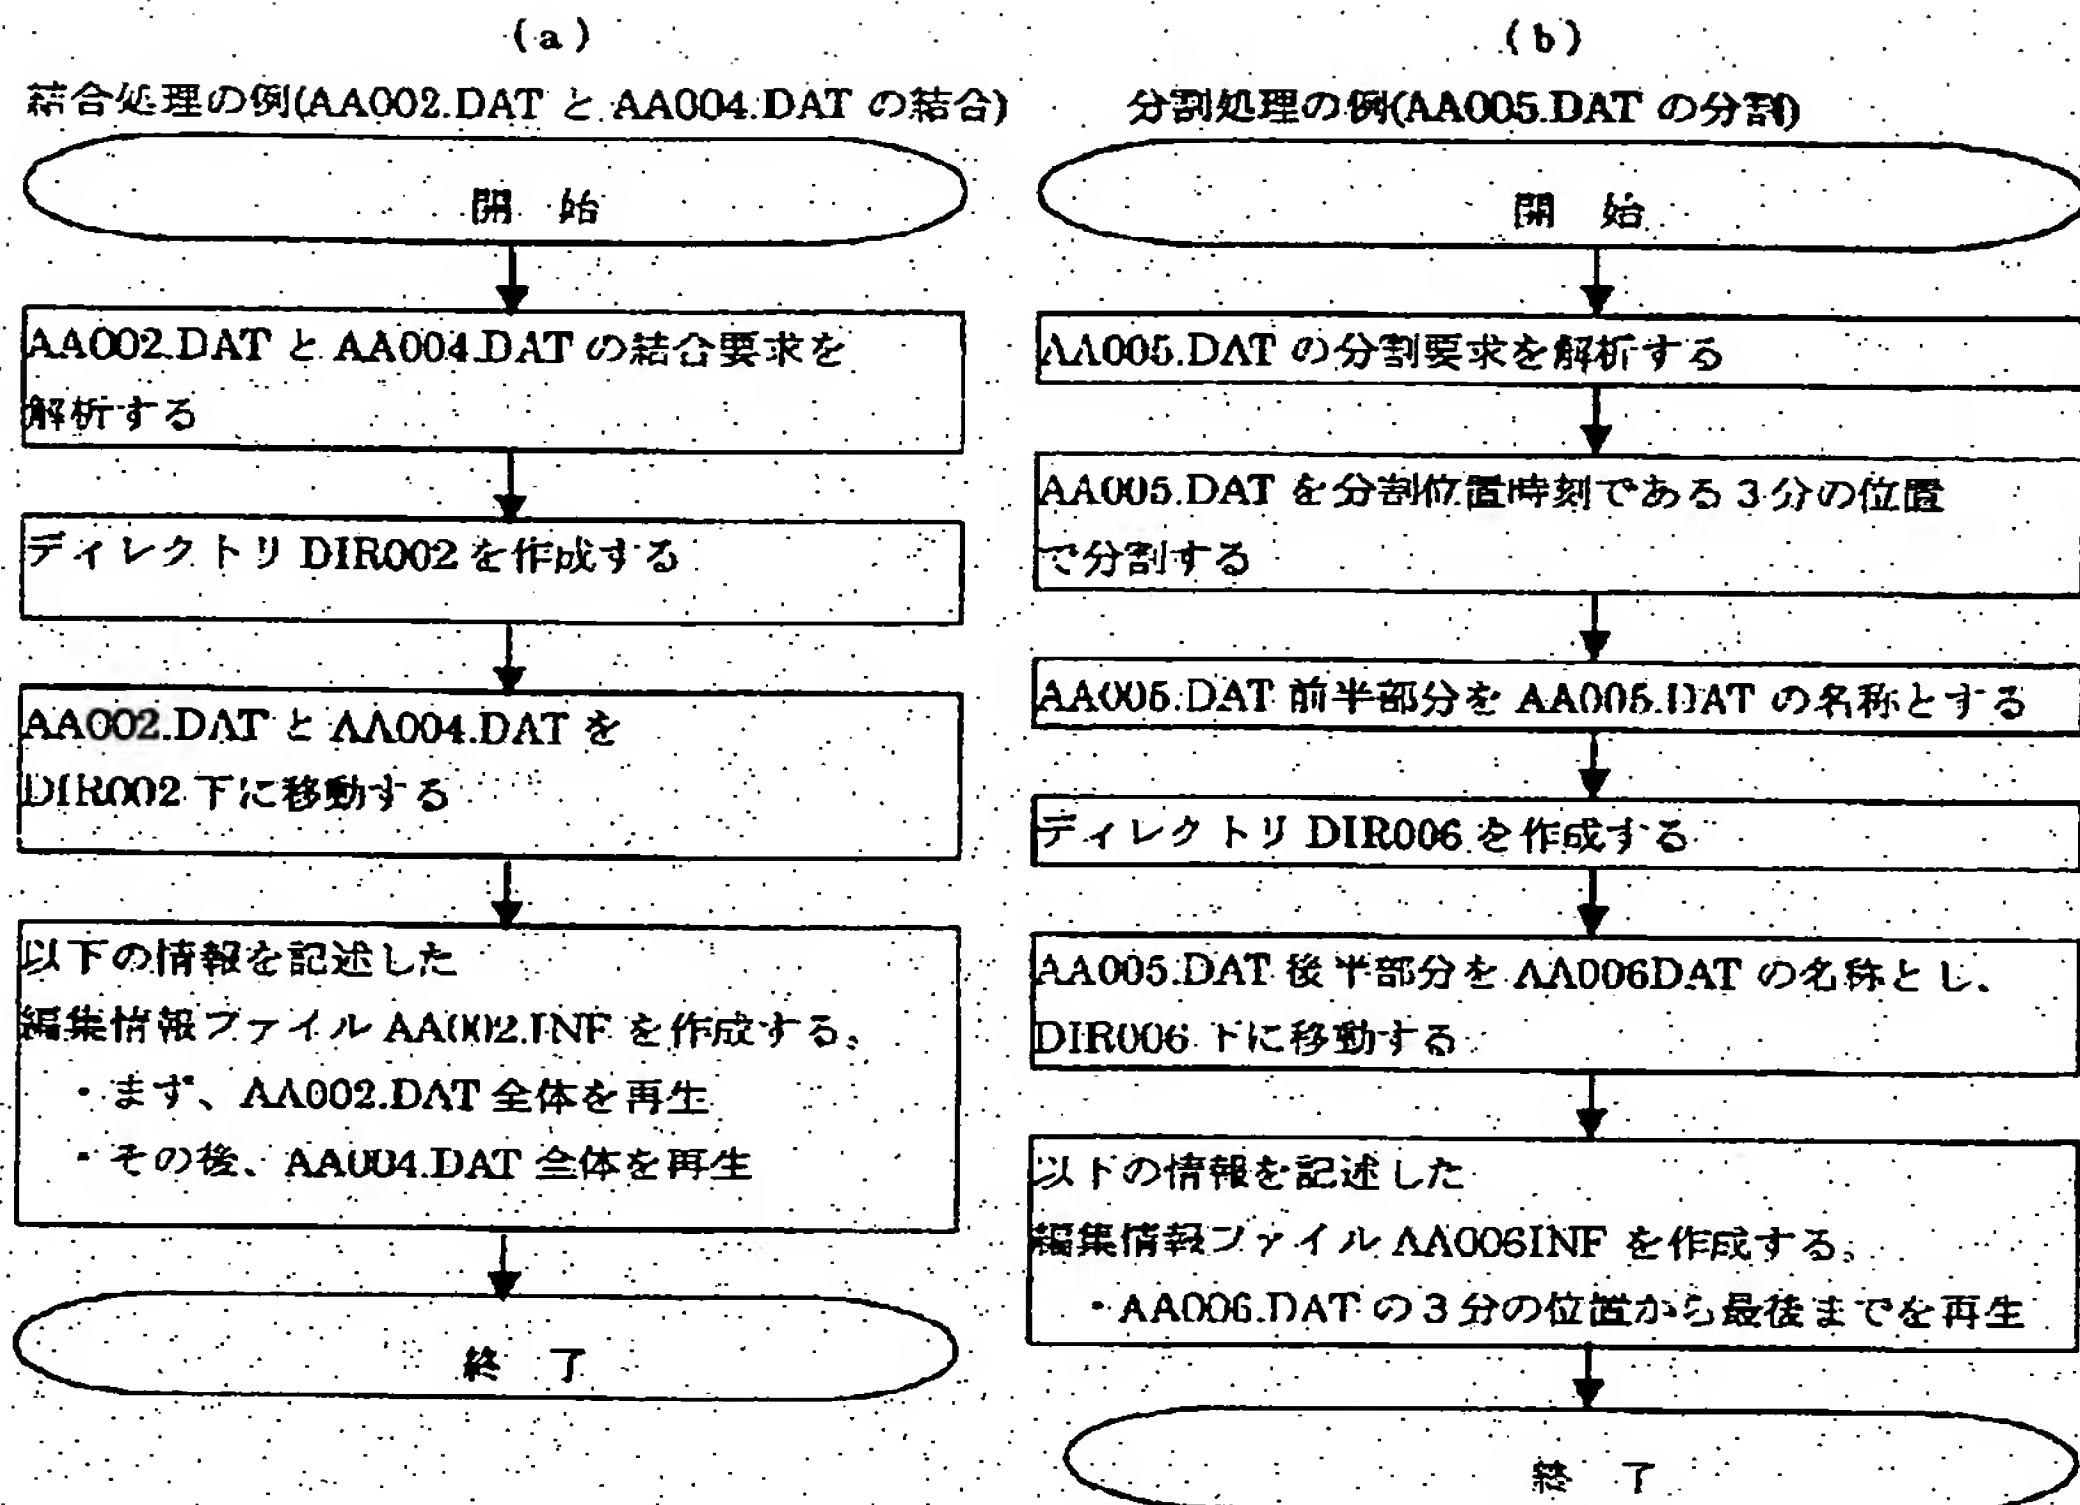 (a)
結合処理の例(AA002.DAT と AA004.DAT の結合)
開 始
AA002.DAT と AA004.DAT の結合要求を
解析する
ディレクトリ DIR002 を作成する
AA002.DAT と AA004.DAT を
DIR002 下に移動する
以下の情報を記述した
編集情報ファイル AA002.INF を作成する。
・まず、AA002.DAT 全体を再生
・その後、AA004.DAT 全体を再生
終 了
(b)
分割処理の例(AA005.DAT の分割)
開 始
AA005.DAT の分割要求を解析する
AA005.DAT を分割位置時刻である3分の位置
で分割する
AA005.DAT 前半部分を AA005.DAT の名称とする
ディレクトリ DIR006 を作成する
AA005.DAT 後半部分を AA006DAT の名称とし、
DIR006 下に移動する
以下の情報を記述した
編集情報ファイル AA006INF を作成する。
・AA006.DAT の3分の位置から最後までを再生
終 了